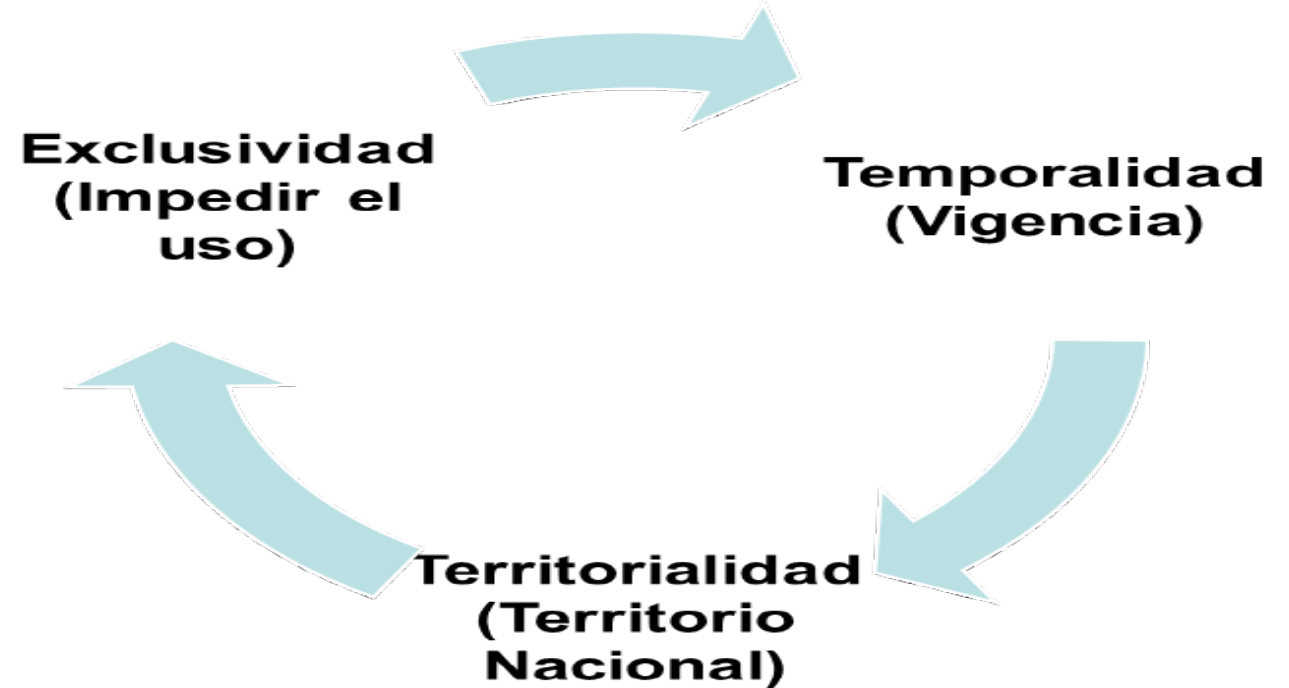 Exclusividad
(Impedir el
uso)
Temporalidad
(Vigencia)
Territorialidad
(Territorio
Nacional)